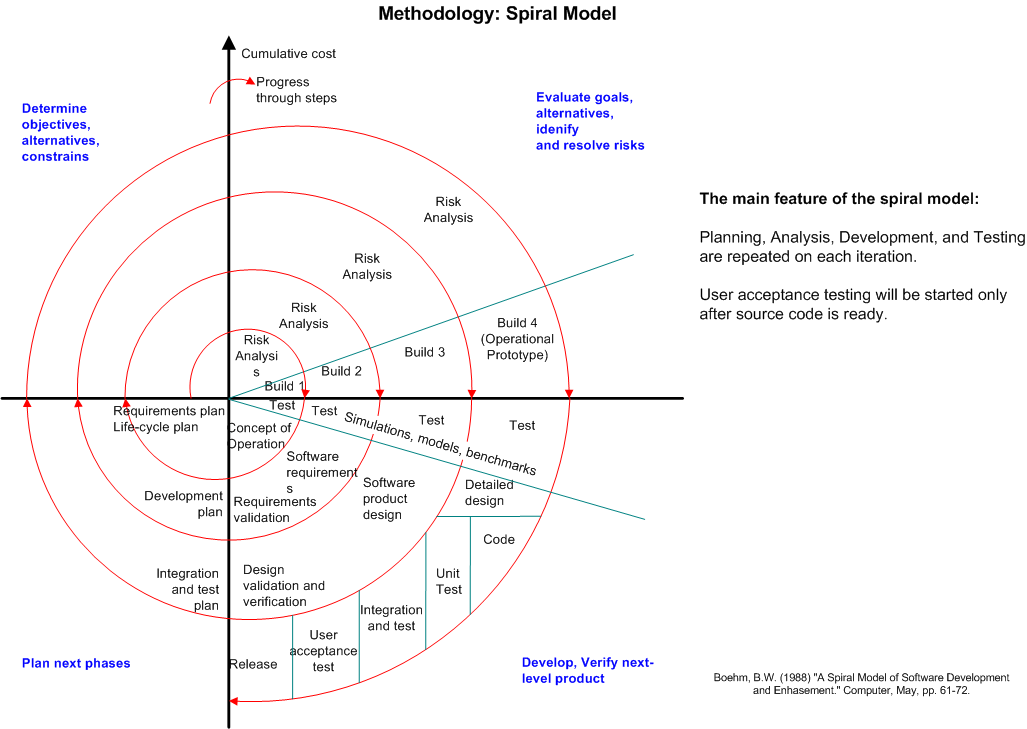 Methodology: Spiral Model
Cumulative cost
Progress
through steps
Determine
objectives,
alternatives,
constrains
Evaluate goals,
alternatives,
idenify
and resolve risks
The main feature of the spiral model:
Planning, Analysis, Development, and Testing
are repeated on each iteration.
User acceptance testing will be started only
after source code is ready.
Risk
Analysis
Risk
Analysis
Risk
Analysis
Risk
Analysi
s
Build 1
Build 2
Build 3
Build 4
(Operational
Prototype)
Requirements plan
Life-cycle plan
Test
Test
Test
Test
Simulations, models, benchmarks
Concept of
Operation
Software
requirement
s
Software
product
design
Detailed
design
Development
plan
Requirements
validation
Code
Unit
Test
Integration
and test
plan
Design
validation and
verification
Integration
and test
User
acceptance
test
Release
Plan next phases
Develop, Verify next-
level product
Boehm, B.W. (1988) "A Spiral Model of Software Development
and Enhasement." Computer, May, pp. 61-72.